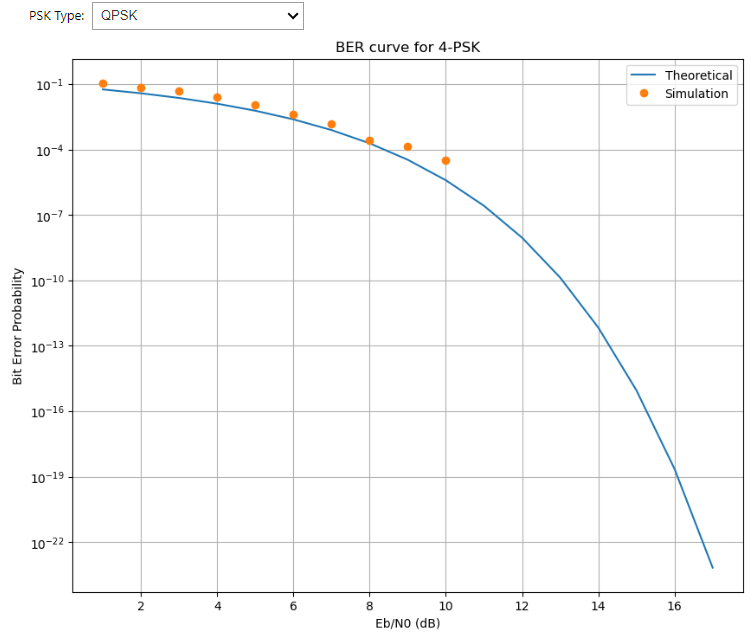 PSK Type: QPSK
BER curve for 4-PSK
Theoretical
Simulation
10⁻¹
10⁻⁴
10⁻⁷
10⁻¹⁰
10⁻¹³
10⁻¹⁶
10⁻¹⁹
10⁻²²
Bit Error Probability
2 4 6 8 10 12 14 16
Eb/N0 (dB)